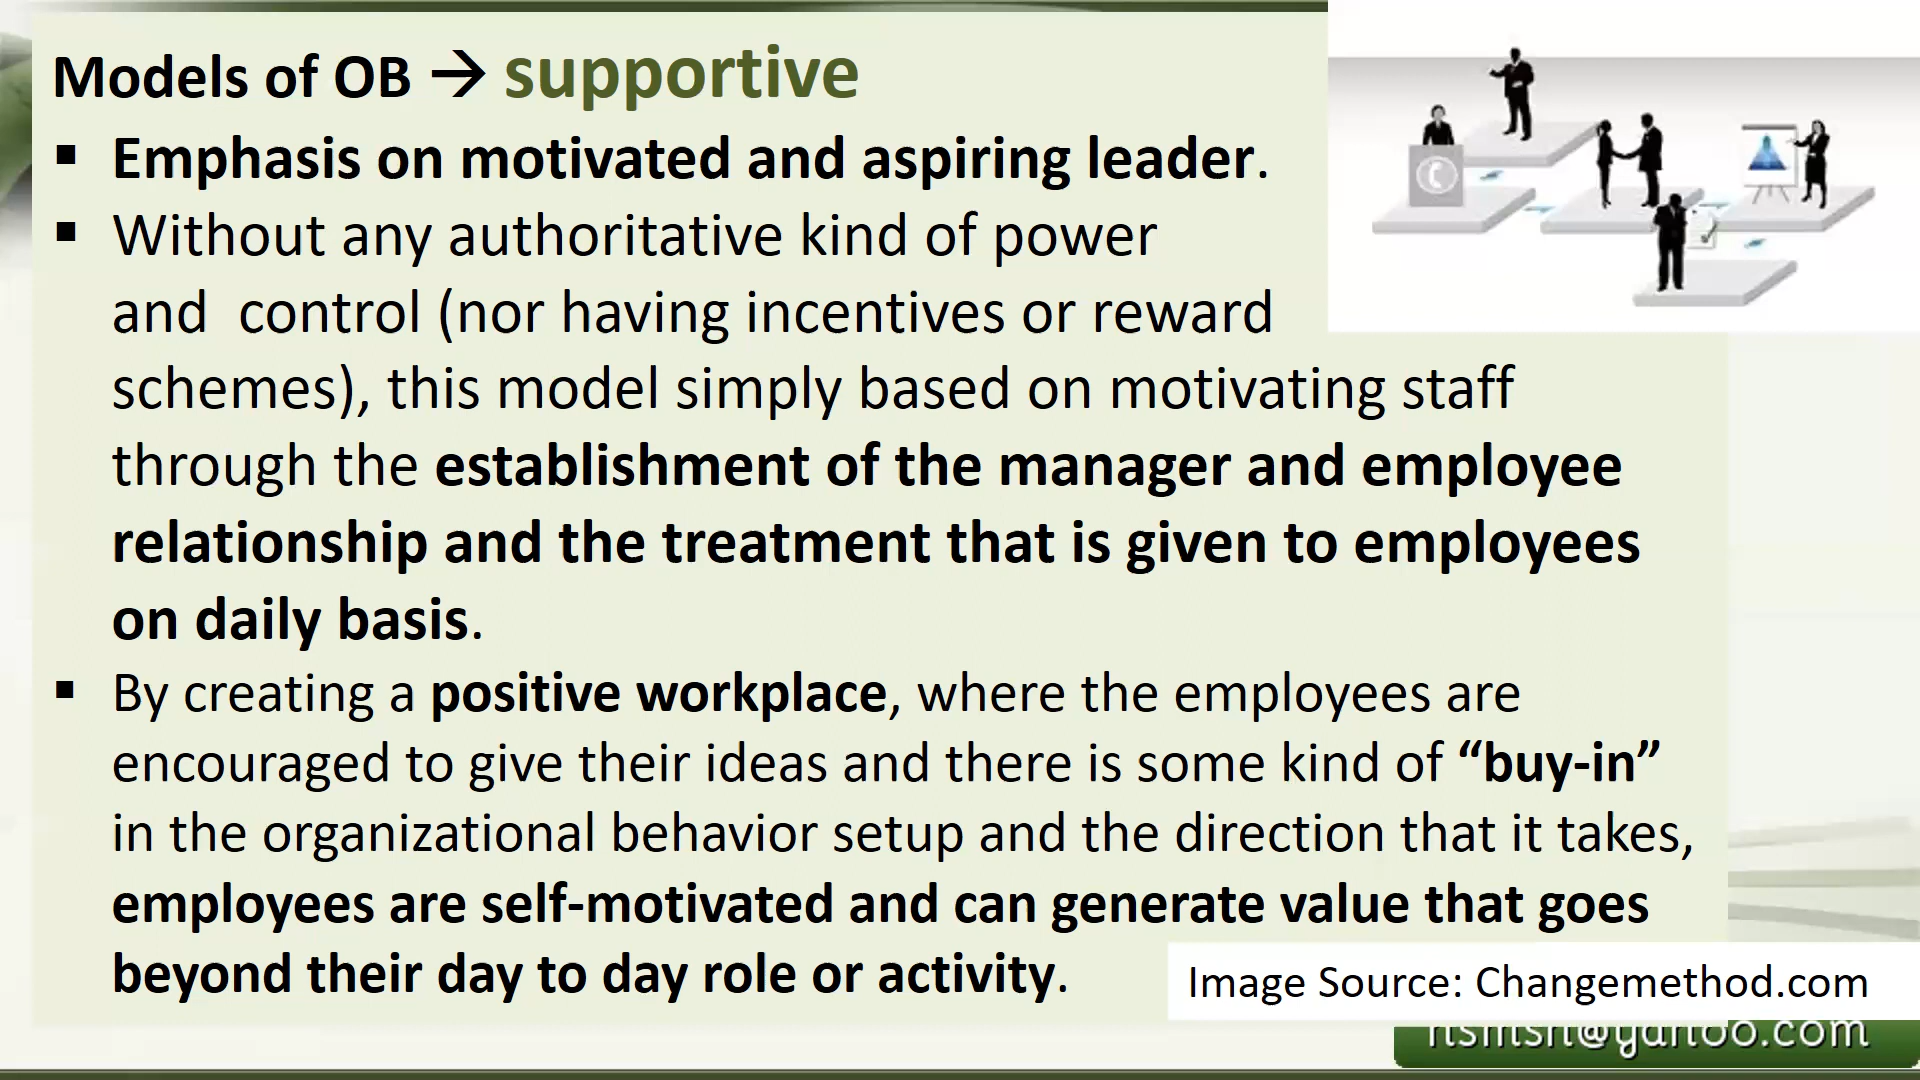 Models of OB → supportive
▪ Emphasis on motivated and aspiring leader.
▪ Without any authoritative kind of power
and control (nor having incentives or reward
schemes), this model simply based on motivating staff
through the establishment of the manager and employee
relationship and the treatment that is given to employees
on daily basis.
▪ By creating a positive workplace, where the employees are
encouraged to give their ideas and there is some kind of “buy-in”
in the organizational behavior setup and the direction that it takes,
employees are self-motivated and can generate value that goes
beyond their day to day role or activity.
Image Source: Changemethod.com
@yahoo.com